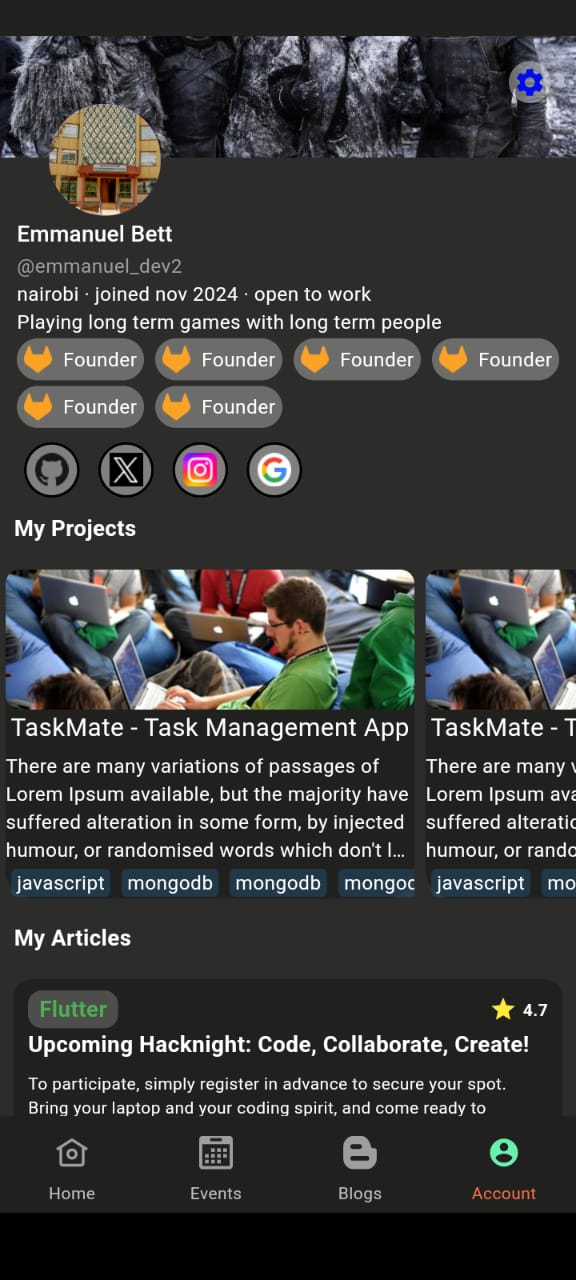 Emmanuel Bett
@emmanuel_dev2
nairobi · joined nov 2024 · open to work
Playing long term games with long term people
Founder Founder Founder Founder
Founder Founder
My Projects
TaskMate - Task Management App TaskMate - T
There are many variations of passages of There are many v
Lorem Ipsum available, but the majority have Lorem Ipsum ava
suffered alteration in some form, by injected suffered alteratio
humour, or randomised words which don't l... humour, or rando
javascript mongodb mongodb mongod javascript mo
My Articles
Flutter 4.7
Upcoming Hacknight: Code, Collaborate, Create!
To participate, simply register in advance to secure your spot.
Bring your laptop and your coding spirit, and come ready to
Home Events Blogs Account